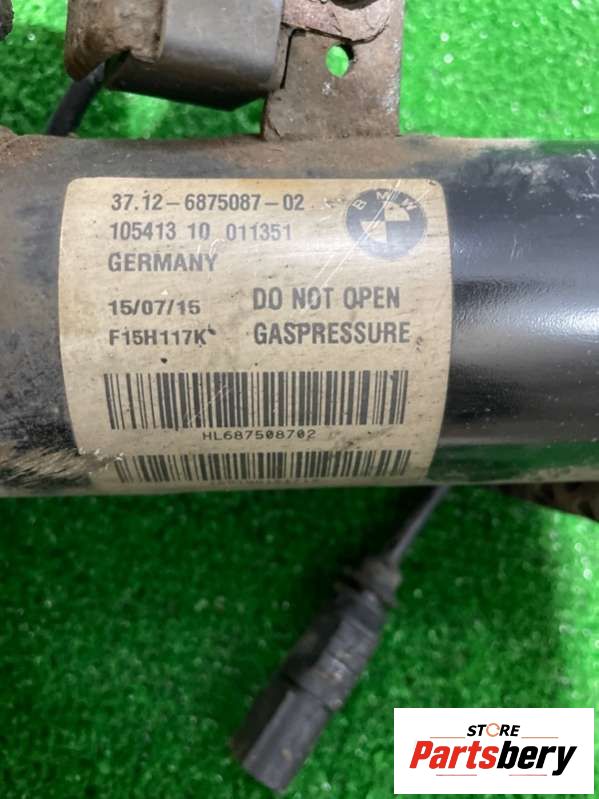 37.12-6875087-02
105413 10 011351
GERMANY
BMW
15/07/15 DO NOT OPEN
F15H117K GASPRESSURE
HL687508702
STORE
Partsbery